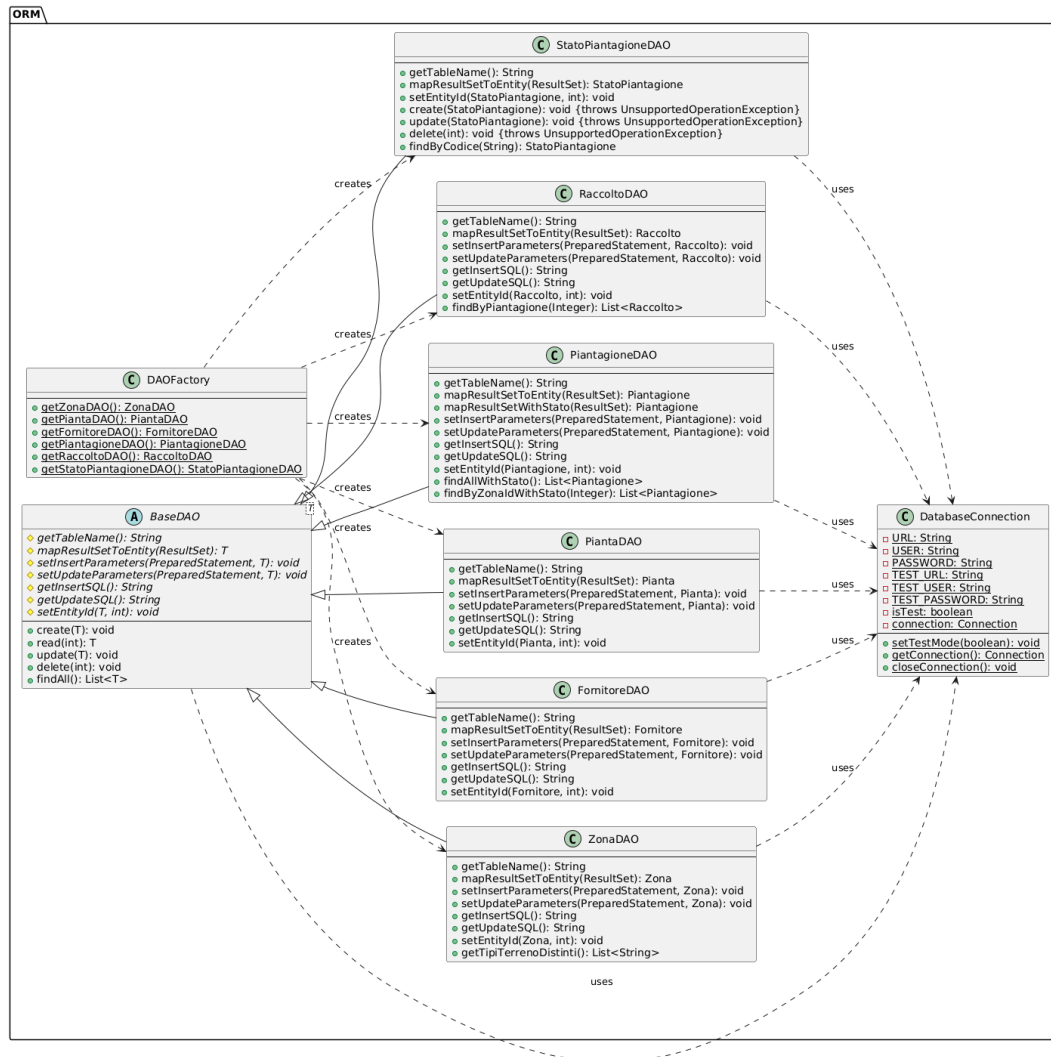 ORM
C StatoPiantagioneDAO
getTableName(): String
mapResultSetToEntity(ResultSet): StatoPiantagione
setEntityId(StatoPiantagione, int): void
create(StatoPiantagione): void {throws UnsupportedOperationException}
update(StatoPiantagione): void {throws UnsupportedOperationException}
delete(int): void {throws UnsupportedOperationException}
findByCodice(String): StatoPiantagione
creates
uses
C RaccoltoDAO
getTableName(): String
mapResultSetToEntity(ResultSet): Raccolto
setInsertParameters(PreparedStatement, Raccolto): void
setUpdateParameters(PreparedStatement, Raccolto): void
getInsertSQL(): String
getUpdateSQL(): String
setEntityId(Raccolto, int): void
findByPiantagione(Integer): List<Raccolto>
creates
uses
C PiantagioneDAO
getTableName(): String
mapResultSetToEntity(ResultSet): Piantagione
mapResultSetWithStato(ResultSet): Piantagione
setInsertParameters(PreparedStatement, Piantagione): void
setUpdateParameters(PreparedStatement, Piantagione): void
getInsertSQL(): String
getUpdateSQL(): String
setEntityId(Piantagione, int): void
findAllWithStato(): List<Piantagione>
findByZonaIdWithStato(Integer): List<Piantagione>
C DAOFactory
getZonaDAO(): ZonaDAO
getPiantaDAO(): PiantaDAO
getFornitoreDAO(): FornitoreDAO
getPiantagioneDAO(): PiantagioneDAO
getRaccoltoDAO(): RaccoltoDAO
getStatoPiantagioneDAO(): StatoPiantagioneDAO
creates
creates
uses
T
A BaseDAO
getTableName(): String
mapResultSetToEntity(ResultSet): T
setInsertParameters(PreparedStatement, T): void
setUpdateParameters(PreparedStatement, T): void
getInsertSQL(): String
getUpdateSQL(): String
setEntityId(T, int): void
create(T): void
read(int): T
update(T): void
delete(int): void
findAll(): List<T>
creates
C PiantaDAO
getTableName(): String
mapResultSetToEntity(ResultSet): Pianta
setInsertParameters(PreparedStatement, Pianta): void
setUpdateParameters(PreparedStatement, Pianta): void
getInsertSQL(): String
getUpdateSQL(): String
setEntityId(Pianta, int): void
uses
C DatabaseConnection
URL: String
USER: String
PASSWORD: String
TEST_URL: String
TEST_USER: String
TEST_PASSWORD: String
isTest: boolean
connection: Connection
setTestMode(boolean): void
getConnection(): Connection
closeConnection(): void
creates
uses
C FornitoreDAO
getTableName(): String
mapResultSetToEntity(ResultSet): Fornitore
setInsertParameters(PreparedStatement, Fornitore): void
setUpdateParameters(PreparedStatement, Fornitore): void
getInsertSQL(): String
getUpdateSQL(): String
setEntityId(Fornitore, int): void
uses
C ZonaDAO
getTableName(): String
mapResultSetToEntity(ResultSet): Zona
setInsertParameters(PreparedStatement, Zona): void
setUpdateParameters(PreparedStatement, Zona): void
getInsertSQL(): String
getUpdateSQL(): String
setEntityId(Zona, int): void
getTipiTerrenoDistinti(): List<String>
uses